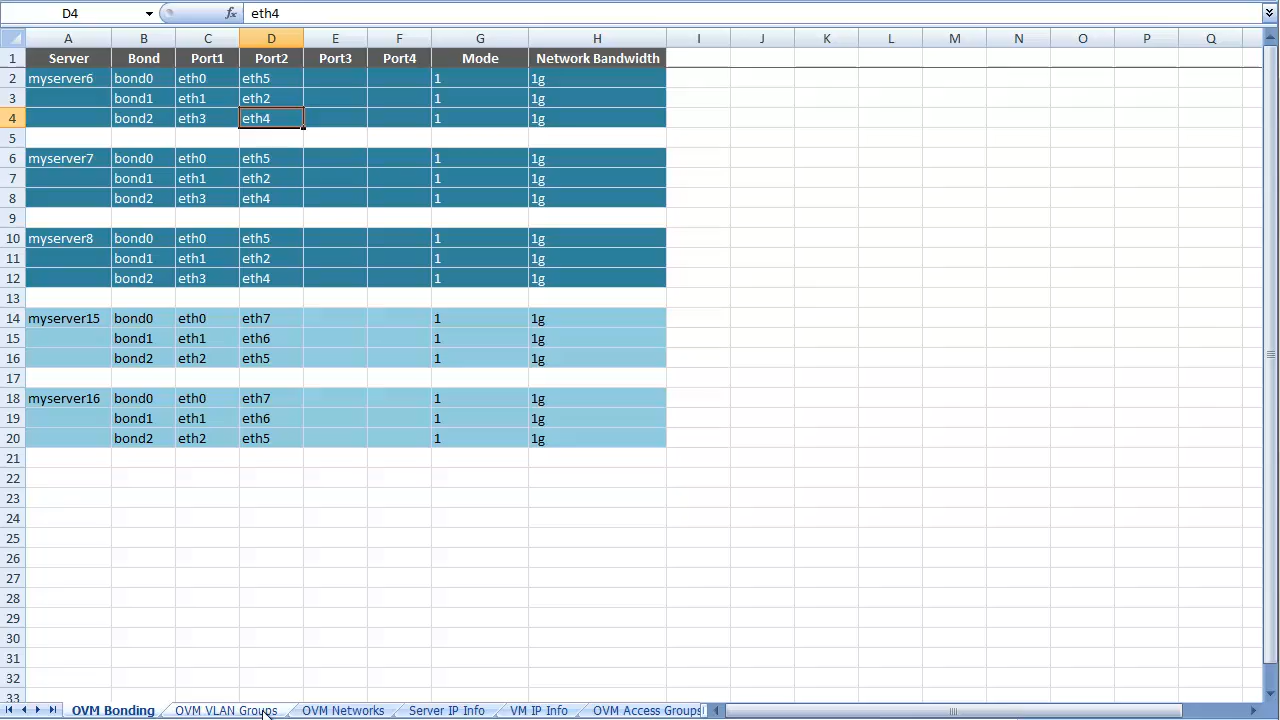 D4 fx eth4
A B C D E F G H I J K L M N O P Q
1 Server Bond Port1 Port2 Port3 Port4 Mode Network Bandwidth
2 myserver6 bond0 eth0 eth5 1 1g
3 bond1 eth1 eth2 1 1g
4 bond2 eth3 eth4 1 1g
5
6 myserver7 bond0 eth0 eth5 1 1g
7 bond1 eth1 eth2 1 1g
8 bond2 eth3 eth4 1 1g
9
10 myserver8 bond0 eth0 eth5 1 1g
11 bond1 eth1 eth2 1 1g
12 bond2 eth3 eth4 1 1g
13
14 myserver15 bond0 eth0 eth7 1 1g
15 bond1 eth1 eth6 1 1g
16 bond2 eth2 eth5 1 1g
17
18 myserver16 bond0 eth0 eth7 1 1g
19 bond1 eth1 eth6 1 1g
20 bond2 eth2 eth5 1 1g
21
22
23
24
25
26
27
28
29
30
31
32
33
OVM Bonding OVM VLAN Groups OVM Networks Server IP Info VM IP Info OVM Access Groups